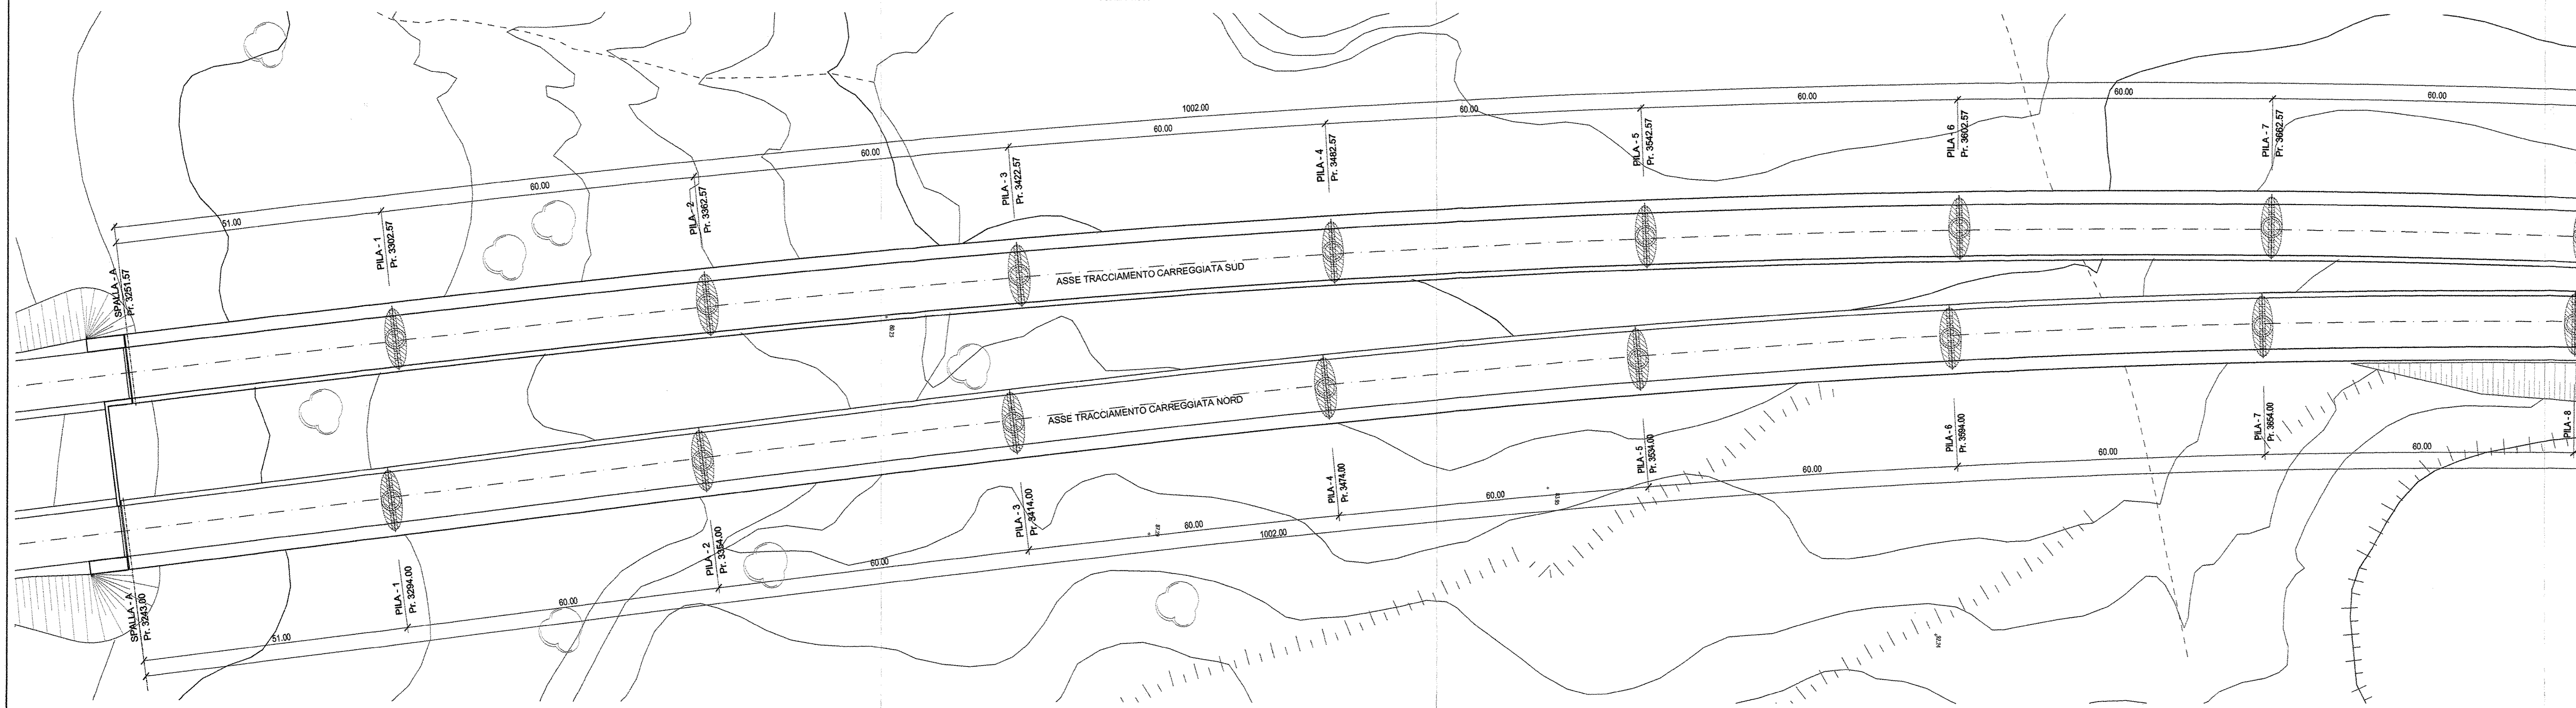 1002.00
60.00
60.00
60.00
60.00
60.00
60.00
60.00
51.00
SPALLA - A
Pr. 3251.57
PILA - 1
Pr. 3302.57
PILA - 2
Pr. 3362.57
PILA - 3
Pr. 3422.57
PILA - 4
Pr. 3482.57
PILA - 5
Pr. 3542.57
PILA - 6
Pr. 3602.57
PILA - 7
Pr. 3662.57
ASSE TRACCIAMENTO CARREGGIATA SUD
ASSE TRACCIAMENTO CARREGGIATA NORD
SPALLA - A
Pr. 3243.00
PILA - 1
Pr. 3294.00
PILA - 2
Pr. 3354.00
PILA - 3
Pr. 3414.00
PILA - 4
Pr. 3474.00
PILA - 5
Pr. 3534.00
PILA - 6
Pr. 3594.00
PILA - 7
Pr. 3654.00
PILA - 8
51.00
60.00
60.00
60.00
60.00
60.00
60.00
60.00
1002.00